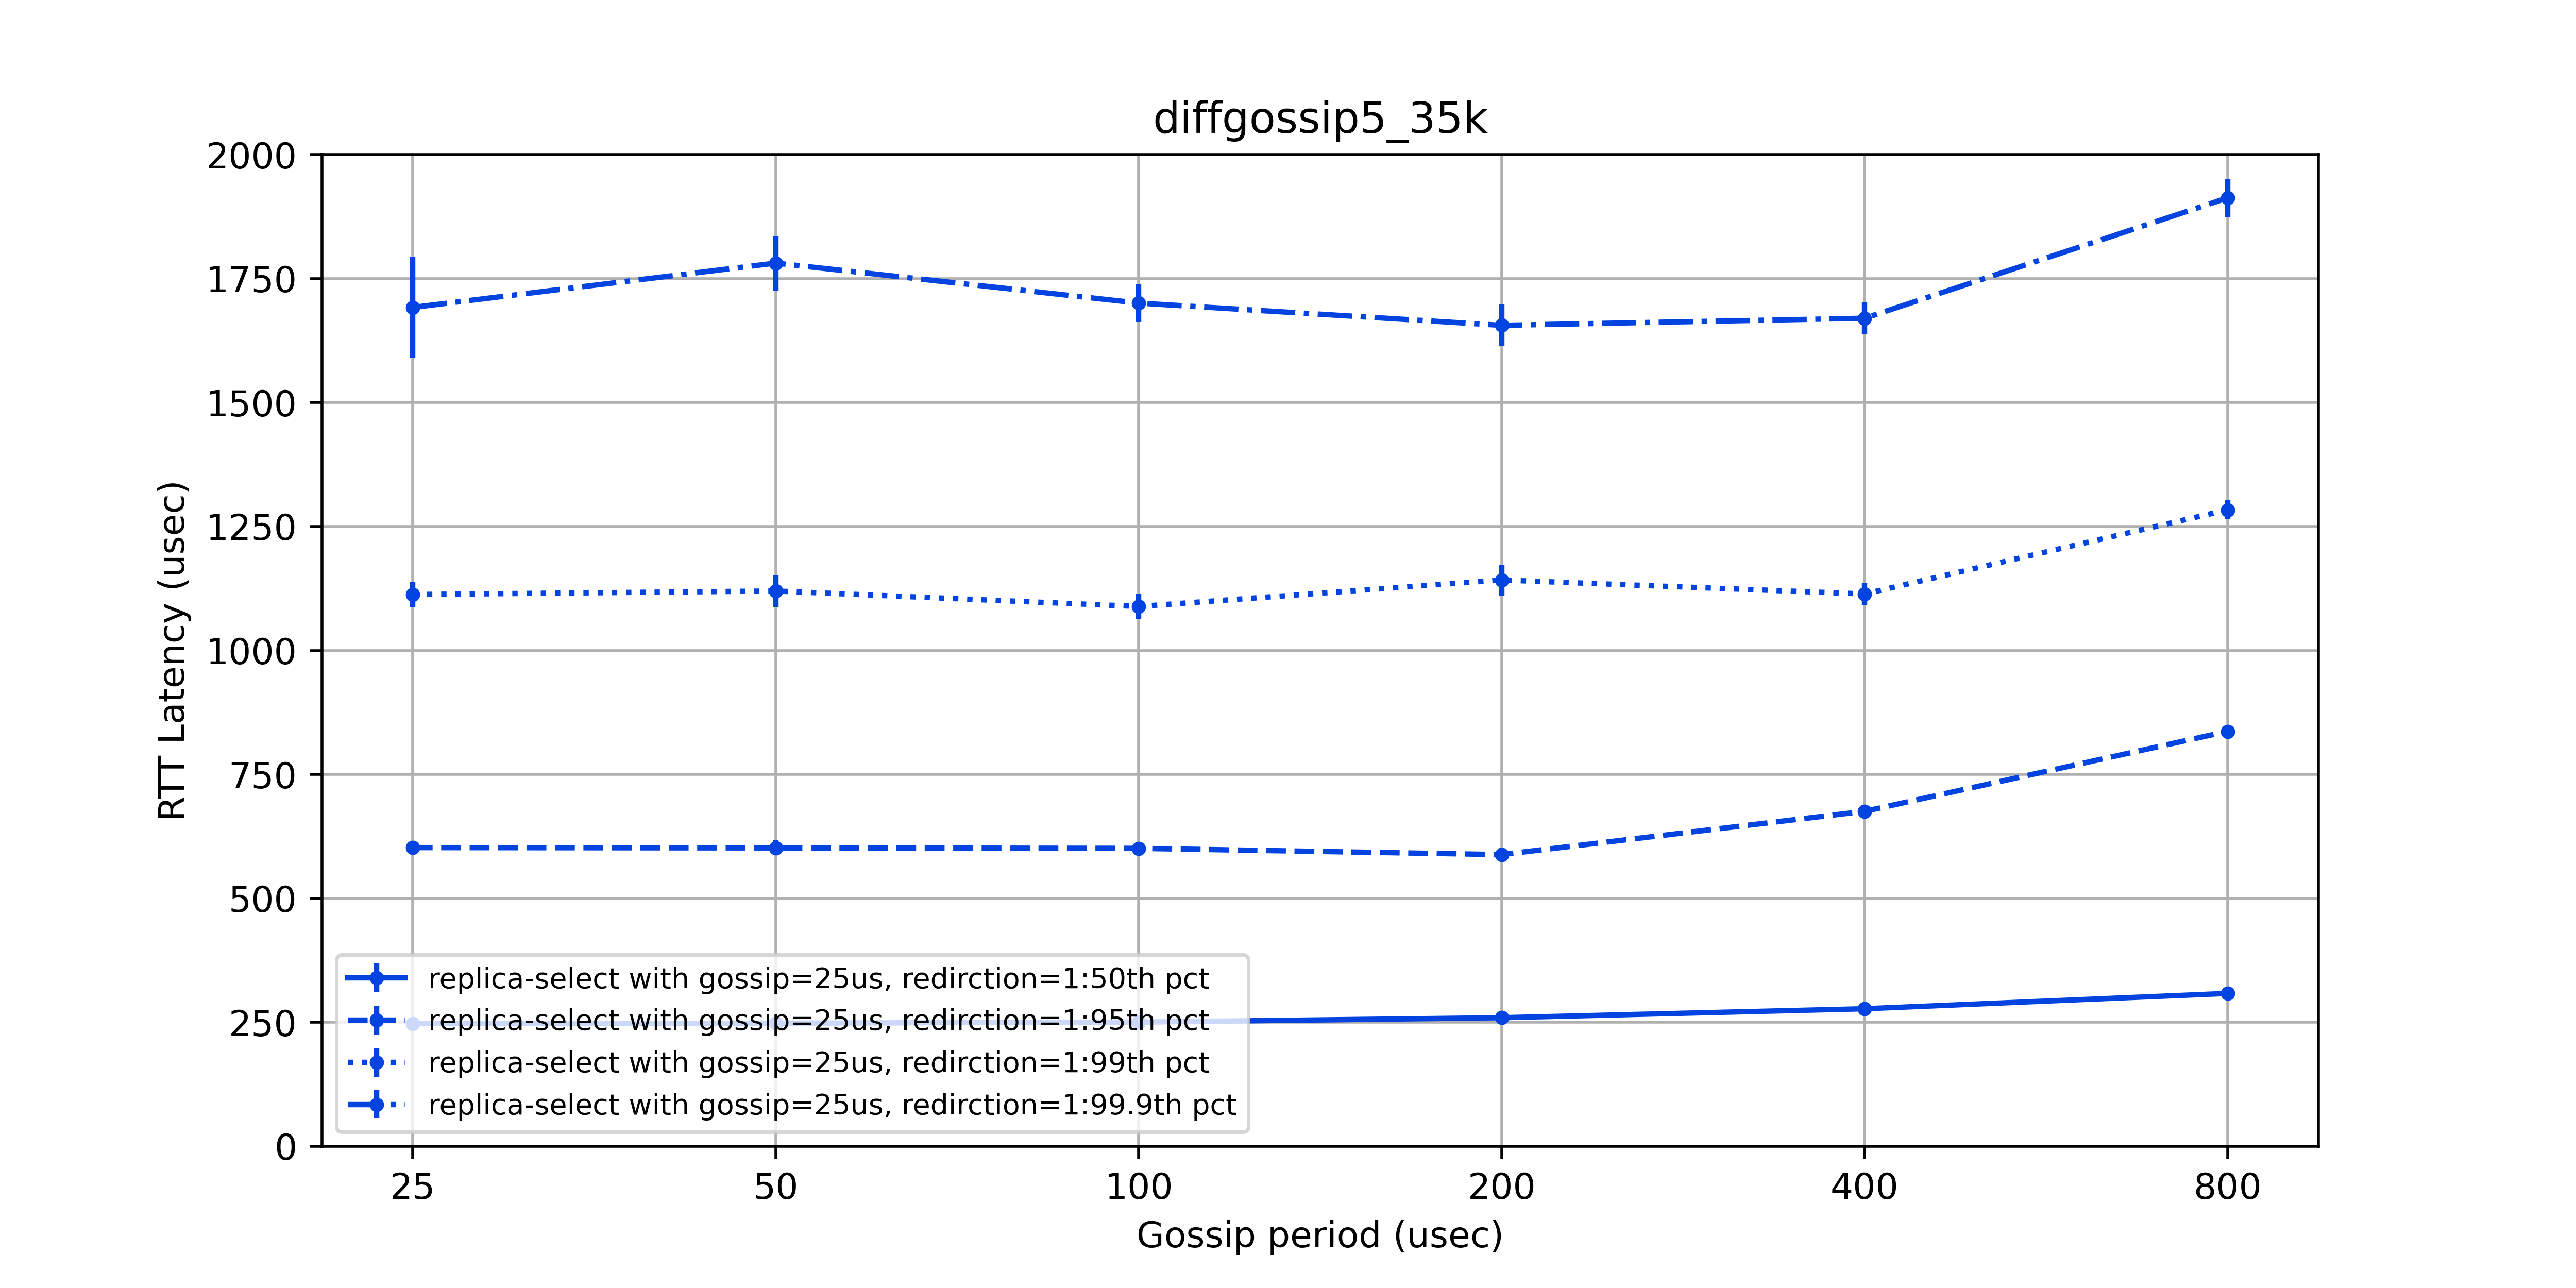 diffgossip5_35k
2000
1750
1500
1250
1000
750
500
250
0
RTT Latency (usec)
replica-select with gossip=25us, redirction=1:50th pct
replica-select with gossip=25us, redirction=1:95th pct
replica-select with gossip=25us, redirction=1:99th pct
replica-select with gossip=25us, redirction=1:99.9th pct
25 50 100 200 400 800
Gossip period (usec)